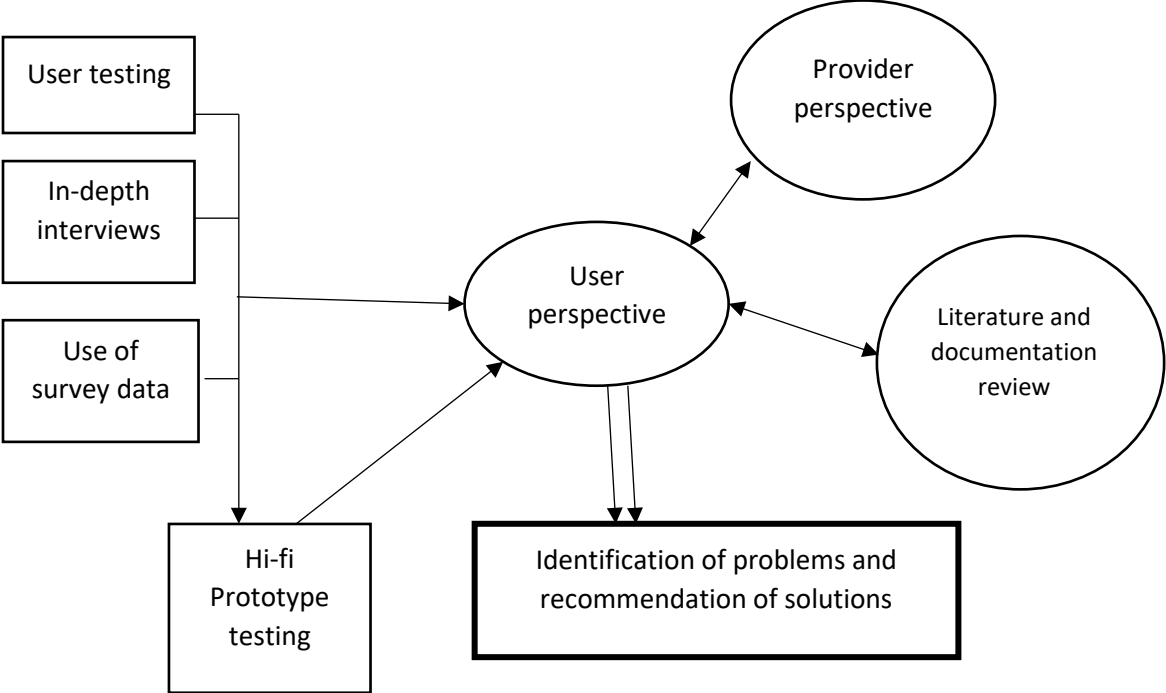 User testing
In-depth
interviews
Use of
survey data
Hi-fi
Prototype
testing
User
perspective
Provider
perspective
Literature and
documentation
review
Identification of problems and
recommendation of solutions